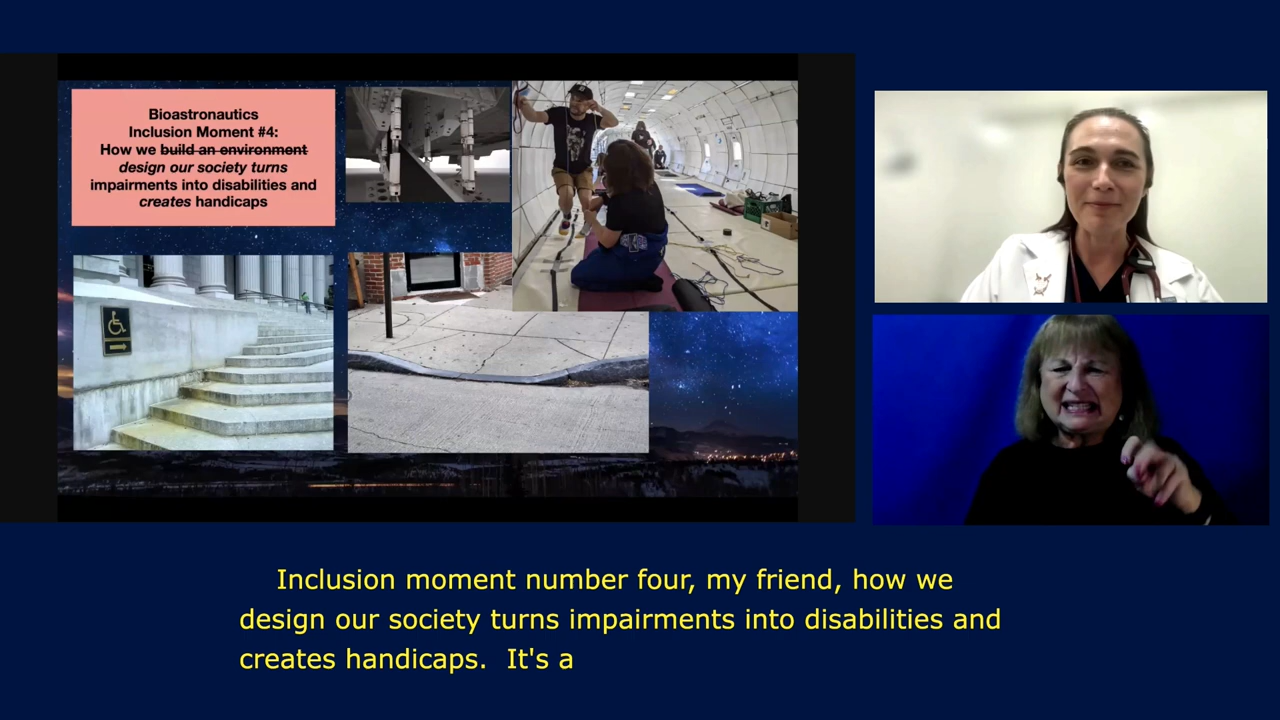 Bioastronautics
Inclusion Moment #4:
How we build an environment
design our society turns
impairments into disabilities and
creates handicaps
Inclusion moment number four, my friend, how we
design our society turns impairments into disabilities and
creates handicaps.  It's a